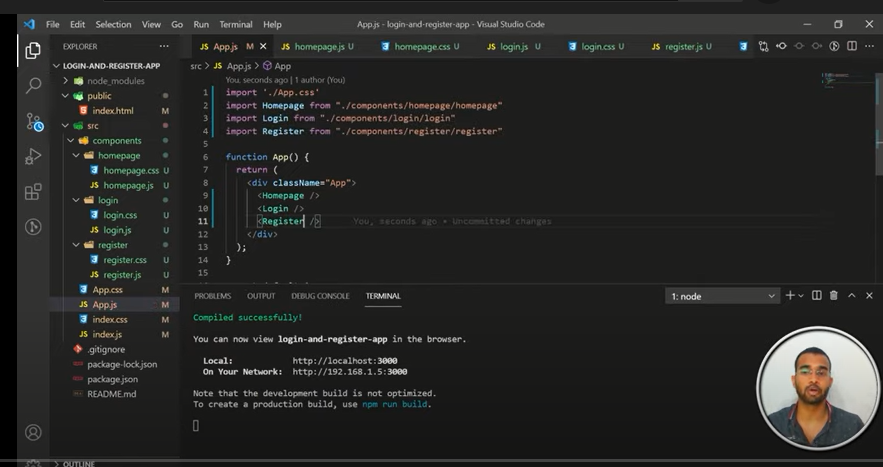 File Edit Selection View Go Run Terminal Help
App.js - login-and-register-app - Visual Studio Code
EXPLORER
LOGIN-AND-REGISTER-APP
node_modules
public
index.html M
src
components
homepage
homepage.css U
homepage.js U
login
login.css U
login.js U
register
register.css U
register.js U
App.css M
App.js M
index.css M
index.js M
.gitignore
package-lock.json
package.json
README.md
OUTLINE
App.js M
homepage.js U
homepage.css U
login.js U
login.css U
register.js U
src > App.js > App
You, seconds ago | 1 author (You)
1 import './App.css'
2 import Homepage from "./components/homepage/homepage"
3 import Login from "./components/login/login"
4 import Register from "./components/register/register"
5
6 function App() {
7 return (
8 <div className="App">
9 <Homepage />
10 <Login />
11 <Register /> You, seconds ago • Uncommitted changes
12 </div>
13 );
14 }
15
PROBLEMS OUTPUT DEBUG CONSOLE TERMINAL
1: node
Compiled successfully!
You can now view login-and-register-app in the browser.
Local: http://localhost:3000
On Your Network: http://192.168.1.5:3000
Note that the development build is not optimized.
To create a production build, use npm run build.